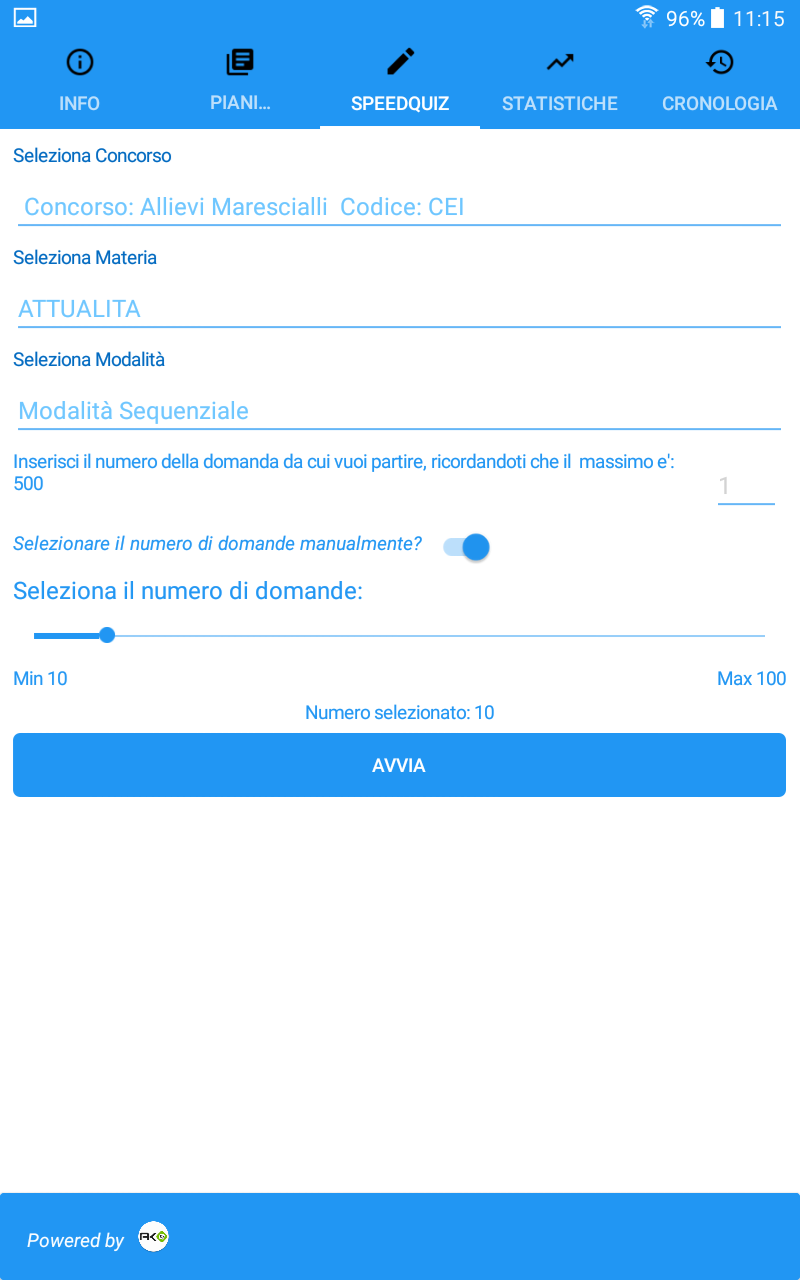 96% 11:15
INFO PIANI... SPEEDQUIZ STATISTICHE CRONOLOGIA
Seleziona Concorso
Concorso: Allievi Marescialli  Codice: CEI
Seleziona Materia
ATTUALITA
Seleziona Modalità
Modalità Sequenziale
Inserisci il numero della domanda da cui vuoi partire, ricordandoti che il  massimo e':
500
1
Selezionare il numero di domande manualmente?
Seleziona il numero di domande:
Min 10 Max 100
Numero selezionato: 10
AVVIA
Powered by